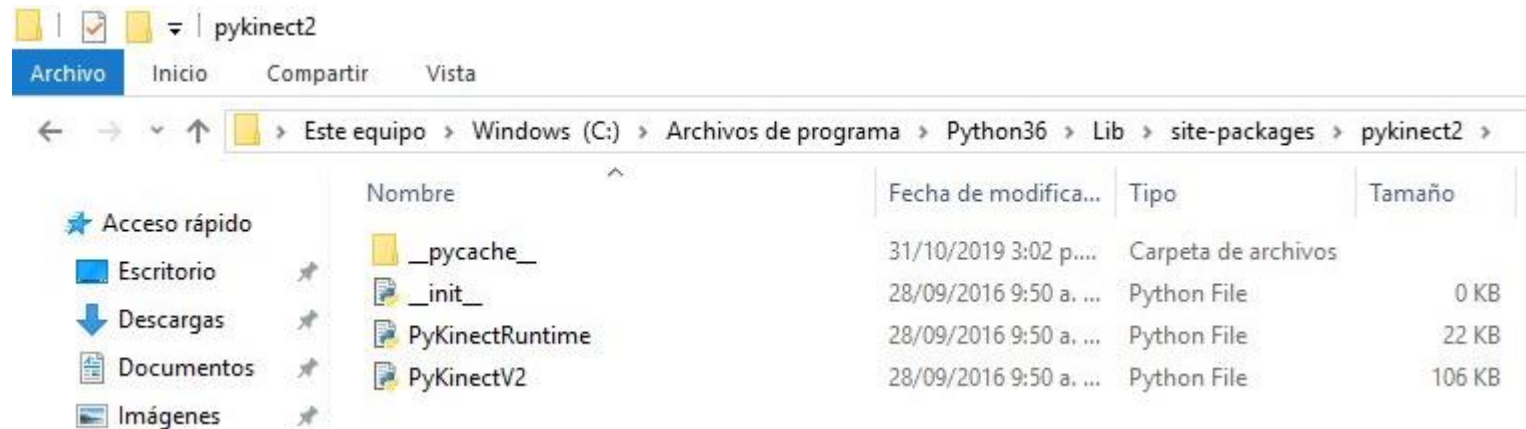 pykinect2
Archivo Inicio Compartir Vista
Este equipo > Windows (C:) > Archivos de programa > Python36 > Lib > site-packages > pykinect2 >
Nombre Fecha de modifica... Tipo Tamaño
Acceso rápido
Escritorio
Descargas
Documentos
Imágenes
__pycache__ 31/10/2019 3:02 p.... Carpeta de archivos
__init__ 28/09/2016 9:50 a. ... Python File 0 KB
PyKinectRuntime 28/09/2016 9:50 a. ... Python File 22 KB
PyKinectV2 28/09/2016 9:50 a. ... Python File 106 KB